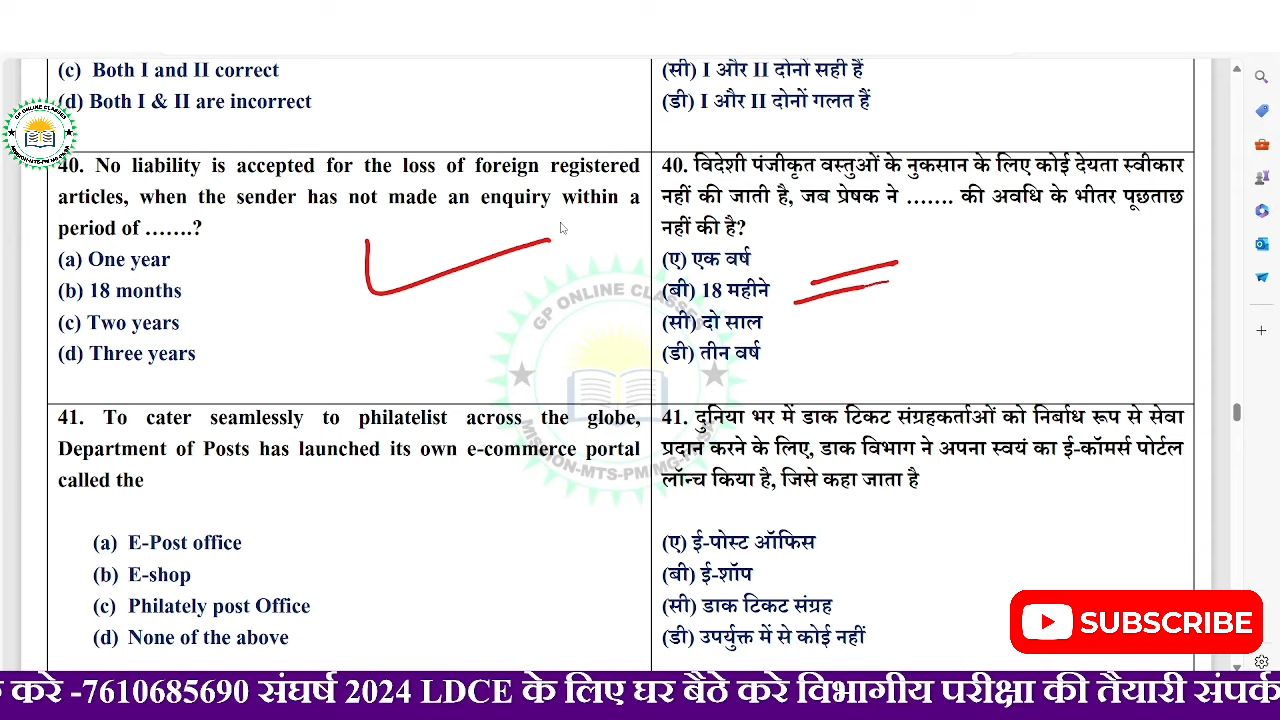 (c) Both I and II correct
(d) Both I & II are incorrect
(सी) I और II दोनों सही हैं
(डी) I और II दोनों गलत हैं
GP ONLINE CLASSES
40. No liability is accepted for the loss of foreign registered
articles, when the sender has not made an enquiry within a
period of …….?
(a) One year
(b) 18 months
(c) Two years
(d) Three years
40. विदेशी पंजीकृत वस्तुओं के नुकसान के लिए कोई देयता स्वीकार
नहीं की जाती है, जब प्रेषक ने ……. की अवधि के भीतर पूछताछ
नहीं की है?
(ए) एक वर्ष
(बी) 18 महीने
(सी) दो साल
(डी) तीन वर्ष
GP ONLINE CLASSES
41. To cater seamlessly to philatelist across the globe,
Department of Posts has launched its own e-commerce portal
called the
(a) E-Post office
(b) E-shop
(c) Philately post Office
(d) None of the above
41. दुनिया भर में डाक टिकट संग्रहकर्ताओं को निर्बाध रूप से सेवा
प्रदान करने के लिए, डाक विभाग ने अपना स्वयं का ई-कॉमर्स पोर्टल
लॉन्च किया है, जिसे कहा जाता है
(ए) ई-पोस्ट ऑफिस
(बी) ई-शॉप
(सी) डाक टिकट संग्रह
(डी) उपर्युक्त में से कोई नहीं
SUBSCRIBE
करे -7610685690 संघर्ष 2024 LDCE के लिए घर बैठे करे विभागीय परीक्षा की तैयारी संपर्क